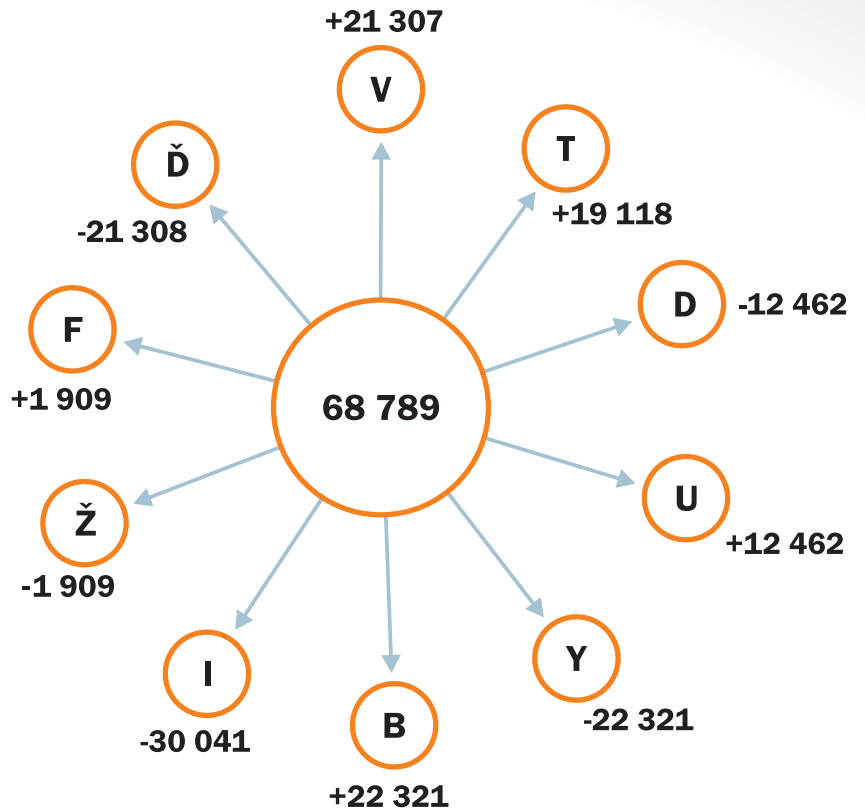 +21 307
V
T
+19 118
Ď
-21 308
D
-12 462
F
+1 909
68 789
U
+12 462
Ž
-1 909
I
-30 041
Y
-22 321
B
+22 321